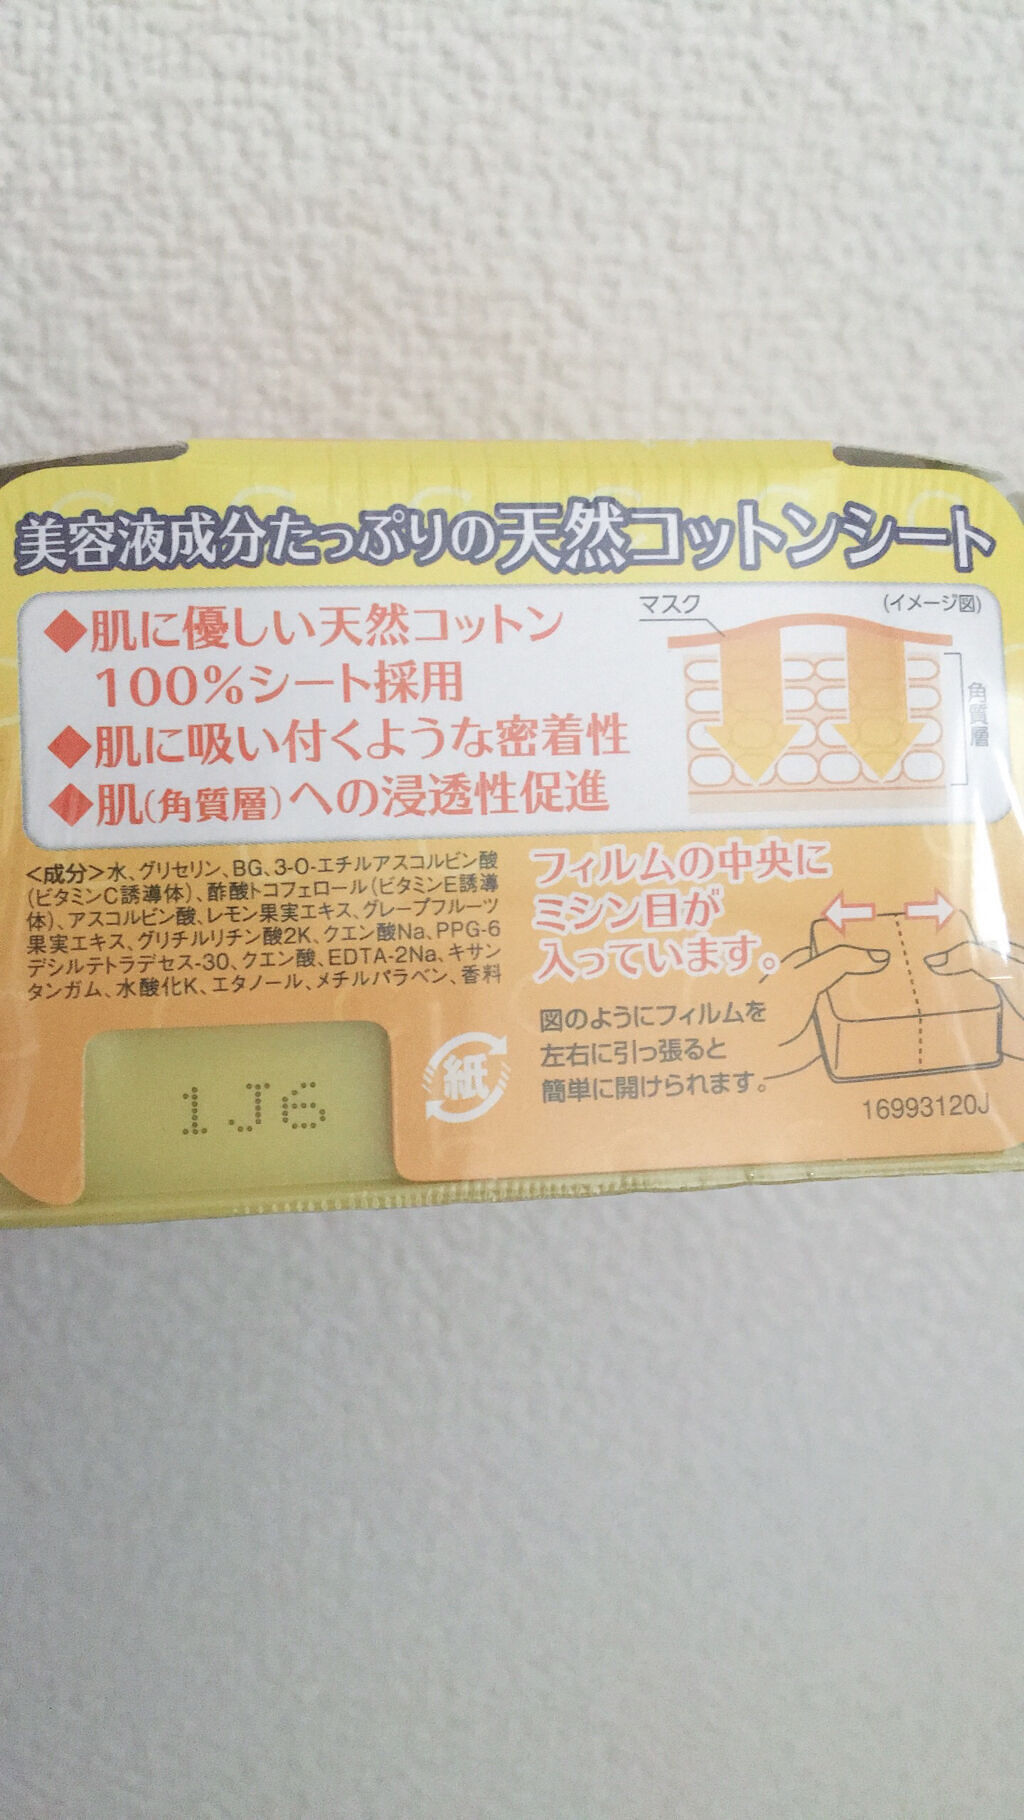 美容液成分たっぷりの天然コットンシート
◆肌に優しい天然コットン
100%シート採用
◆肌に吸い付くような密着性
◆肌(角質層)への浸透性促進
マスク
(イメージ図)
角質層
<成分>水、グリセリン、BG、3-O-エチルアスコルビン酸
(ビタミンC誘導体)、酢酸トコフェロール(ビタミンE誘導
体)、アスコルビン酸、レモン果実エキス、グレープフルーツ
果実エキス、グリチルリチン酸2K、クエン酸Na、PPG-6
デシルテトラデセス-30、クエン酸、EDTA-2Na、キサン
タンガム、水酸化K、エタノール、メチルパラベン、香料
フィルムの中央に
ミシン目が
入っています。
図のようにフィルムを
左右に引っ張ると
簡単に開けられます。
16993120J
紙
1J6